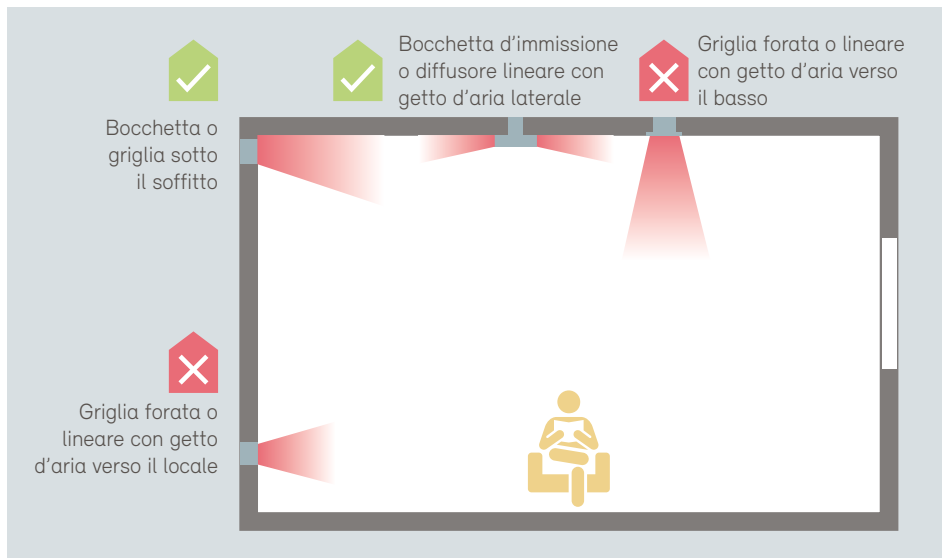 Bocchetta d'immissione
o diffusore lineare con
getto d'aria laterale
Griglia forata o lineare
con getto d'aria verso
il basso
Bocchetta o
griglia sotto
il soffitto
Griglia forata o
lineare con getto
d'aria verso il locale